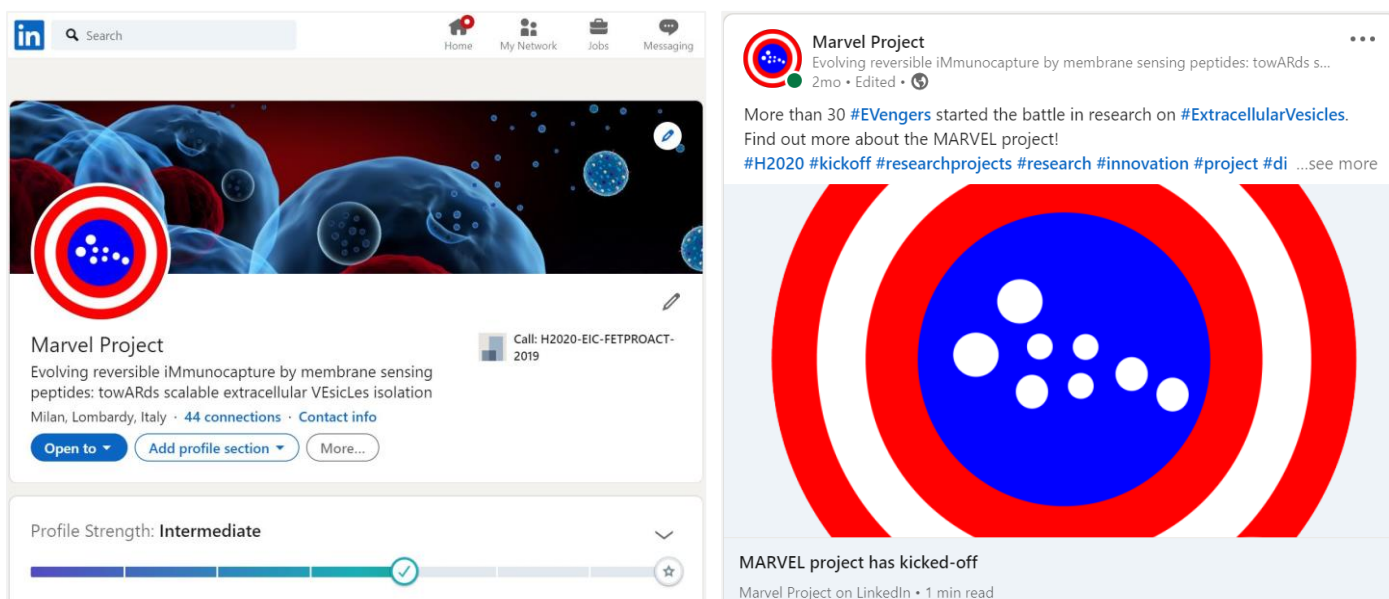 in
Search
Home
My Network
Jobs
Messaging
Marvel Project
Evolving reversible iMmunocapture by membrane sensing
peptides: towARds scalable extracellular VEsicLes isolation
Milan, Lombardy, Italy · 44 connections · Contact info
Open to
Add profile section
More...
Call: H2020-EIC-FETPROACT-
2019
Profile Strength: Intermediate
Marvel Project
Evolving reversible iMmunocapture by membrane sensing peptides: towARds s...
2mo • Edited •
More than 30 #EVengers started the battle in research on #ExtracellularVesicles.
Find out more about the MARVEL project!
#H2020 #kickoff #researchprojects #research #innovation #project #di ...see more
MARVEL project has kicked-off
Marvel Project on LinkedIn • 1 min read